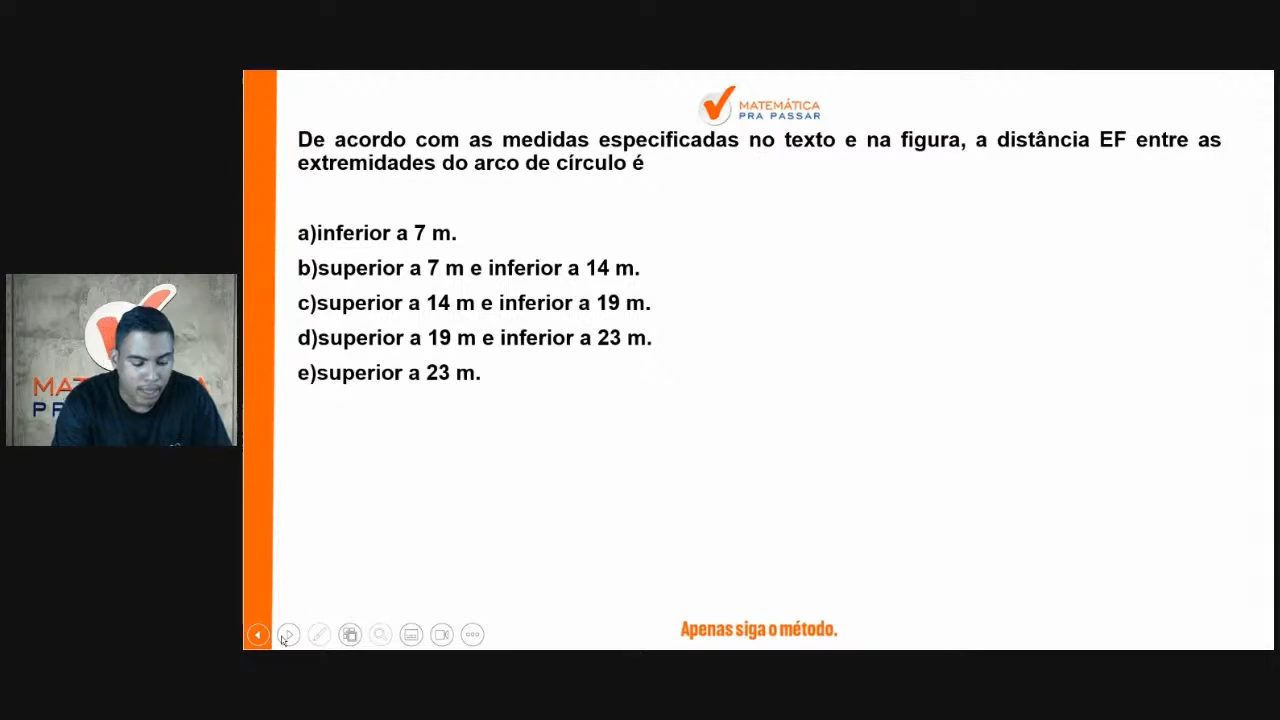 MATEMÁTICA
PRA PASSAR
De acordo com as medidas especificadas no texto e na figura, a distância EF entre as
extremidades do arco de círculo é
a)inferior a 7 m.
b)superior a 7 m e inferior a 14 m.
c)superior a 14 m e inferior a 19 m.
d)superior a 19 m e inferior a 23 m.
e)superior a 23 m.
MAT
A
P
Apenas siga o método.